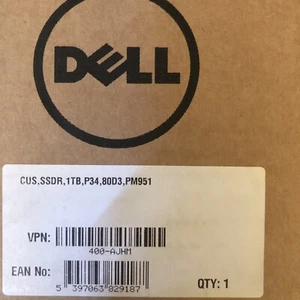 DELL
CUS,SSDR,1TB,P34,80D3,PM951
VPN:
400-AJHM
EAN No:
5 397063 829187
QTY: 1